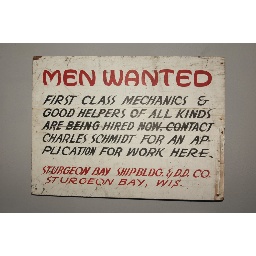 MEN WANTED
FIRST CLASS MECHANICS &
GOOD HELPERS OF ALL KINDS
ARE BEING HIRED NOW. CONTACT
CHARLES SCHMIDT FOR AN AP-
PLICATION FOR WORK HERE.
STURGEON BAY SHIPBLDG. & D.D. CO.
STURGEON BAY, WIS.